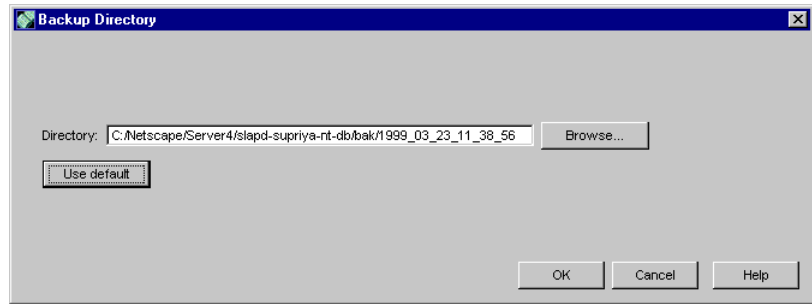 Backup Directory
Directory: C:/Netscape/Server4/slapd-supriya-nt-db/bak/1999_03_23_11_38_56 Browse...
Use default
OK Cancel Help